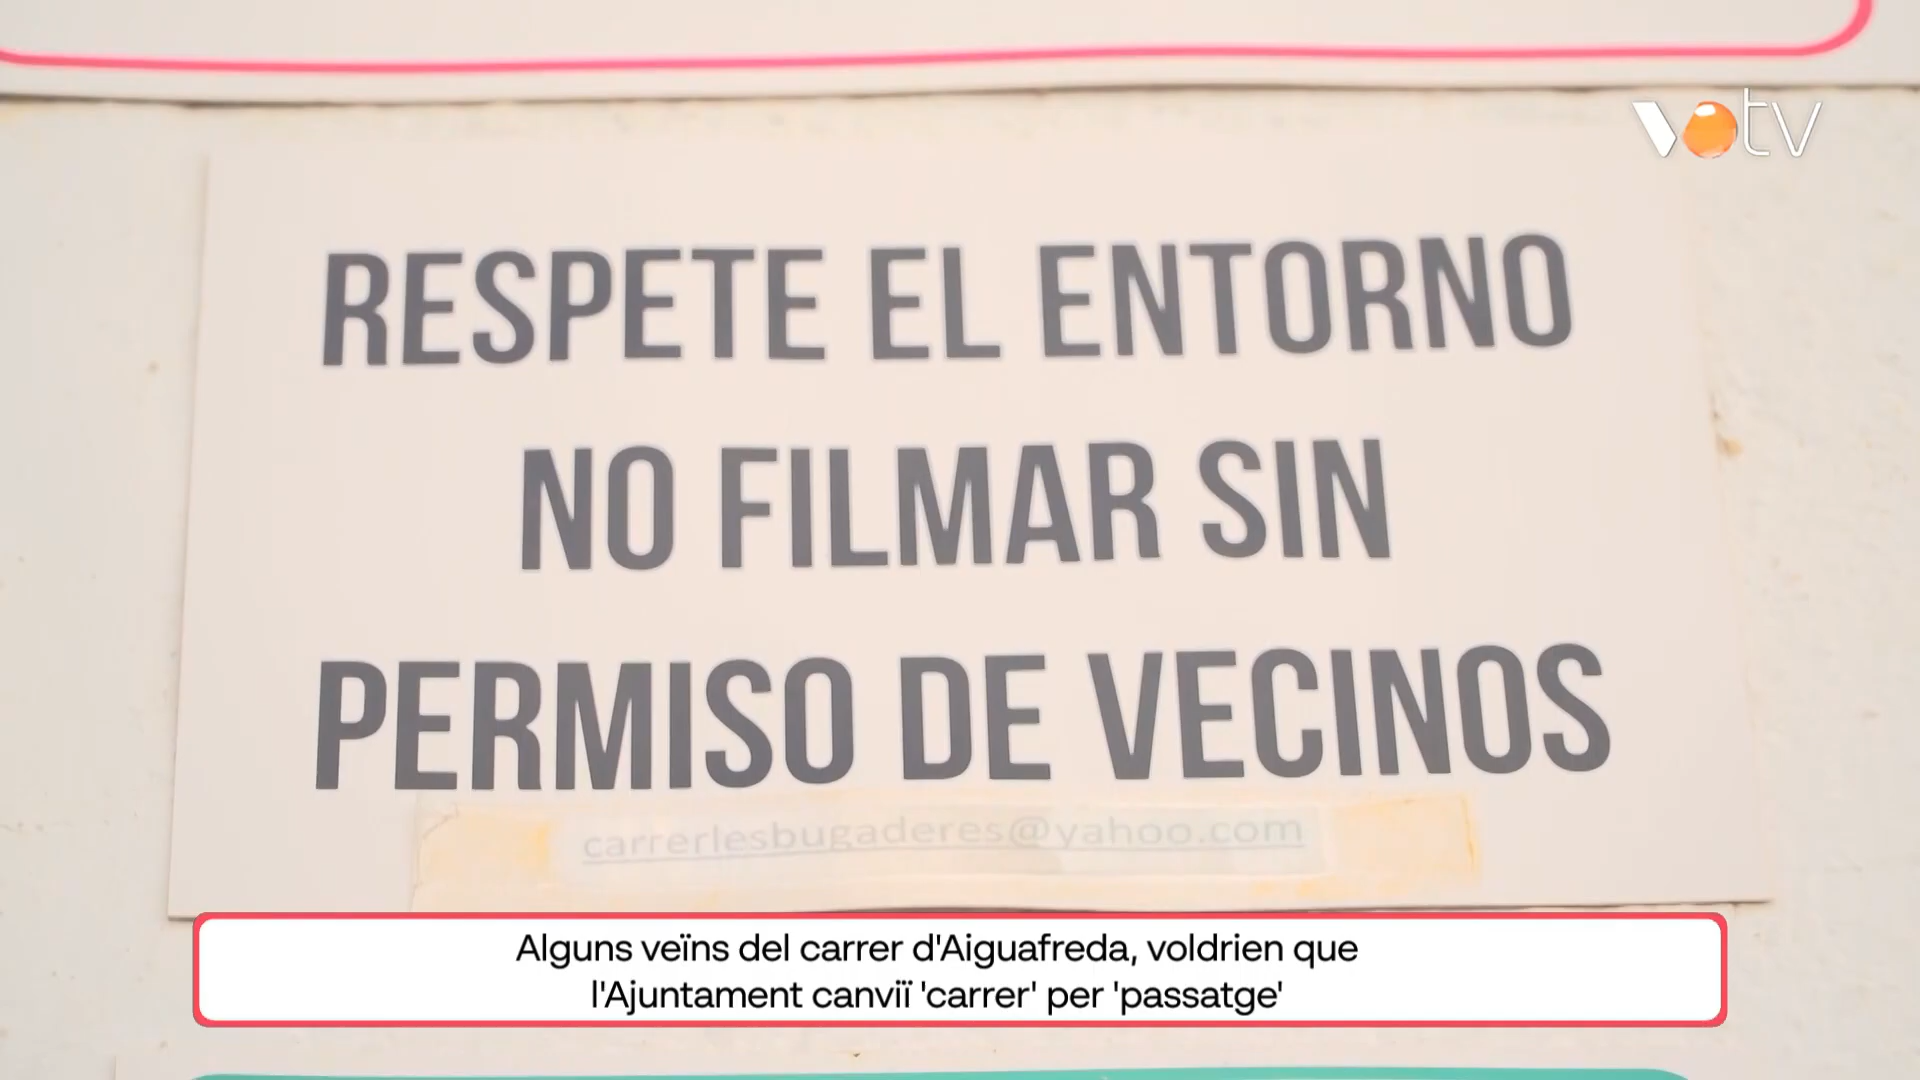 votv
RESPETE EL ENTORNO
NO FILMAR SIN
PERMISO DE VECINOS
carrerlesbugaderes@yahoo.com
Alguns veïns del carrer d'Aiguafreda, voldrien que
l'Ajuntament canviï 'carrer' per 'passatge'